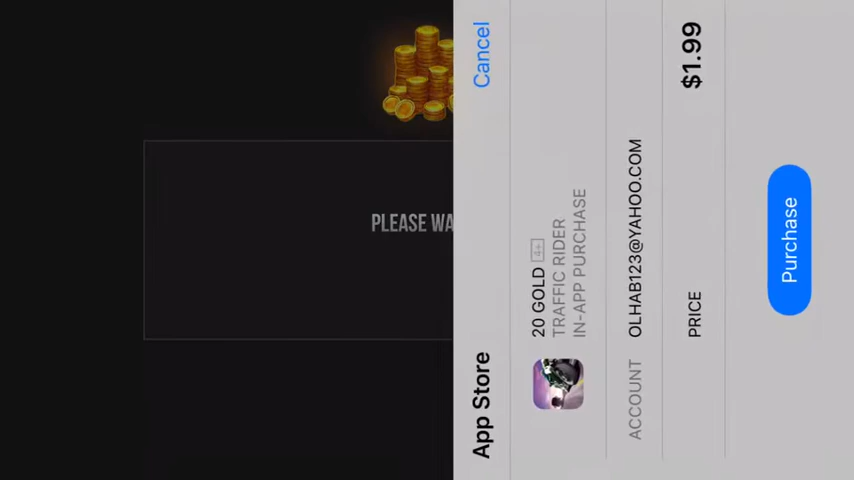 PLEASE WA
App Store
Cancel
20 GOLD 4+
TRAFFIC RIDER
IN-APP PURCHASE
ACCOUNT OLHAB123@YAHOO.COM
PRICE $1.99
Purchase